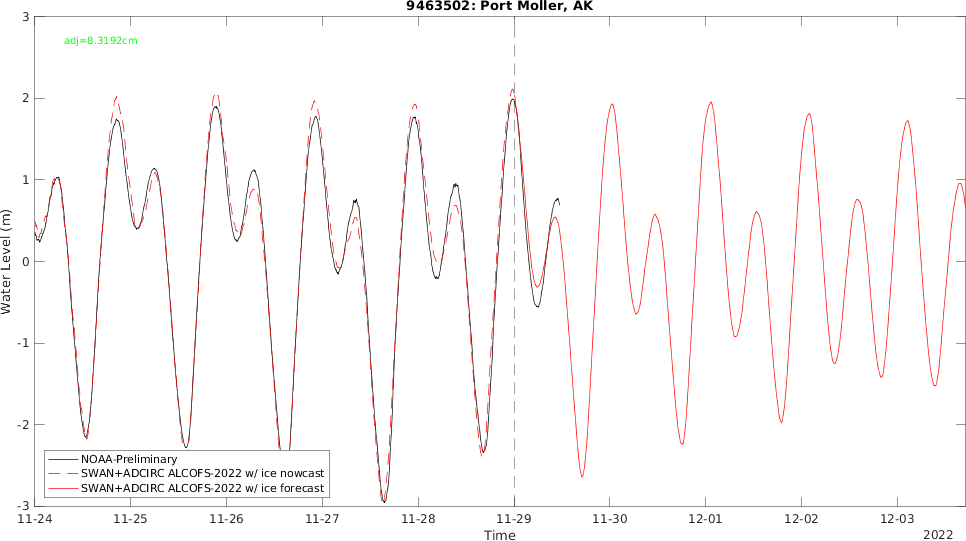 9463502: Port Moller, AK
adj=8.3192cm
Water Level (m)
3
2
1
0
-1
-2
-3
NOAA-Preliminary
SWAN+ADCIRC ALCOFS-2022 w/ ice nowcast
SWAN+ADCIRC ALCOFS-2022 w/ ice forecast
11-24 11-25 11-26 11-27 11-28 11-29 11-30 12-01 12-02 12-03
Time
2022